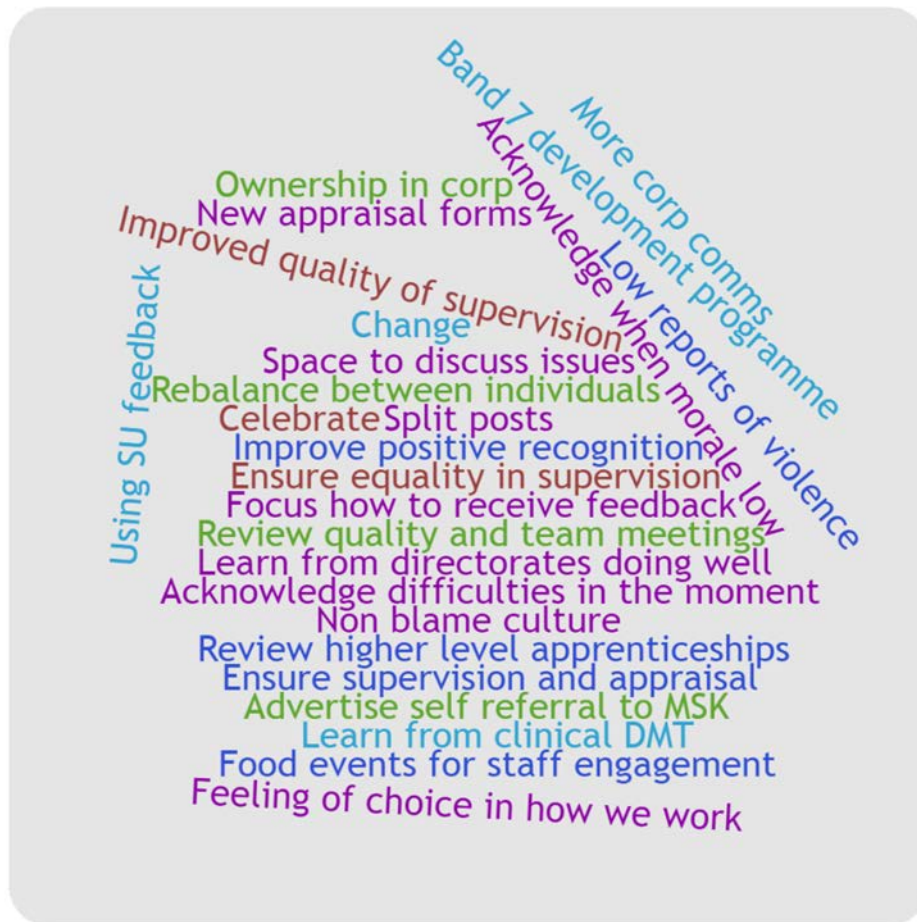 Band 7 development programme
More corp comms
Acknowledge when morale low
Low reports of violence
Ownership in corp
New appraisal forms
Improved quality of supervision
Using SU feedback
Change
Space to discuss issues
Rebalance between individuals
Celebrate Split posts
Improve positive recognition
Ensure equality in supervision
Focus how to receive feedback
Review quality and team meetings
Learn from directorates doing well
Acknowledge difficulties in the moment
Non blame culture
Review higher level apprenticeships
Ensure supervision and appraisal
Advertise self referral to MSK
Learn from clinical DMT
Food events for staff engagement
Feeling of choice in how we work